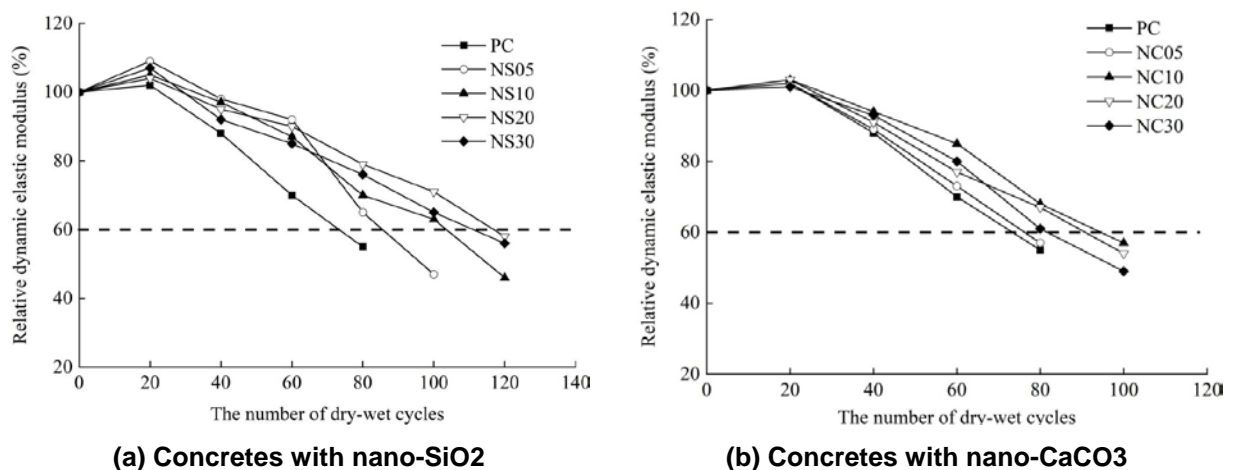 120
100
80
60
40
20
0 20 40 60 80 100 120 140
Relative dynamic elastic modulus (%)
PC
NS05
NS10
NS20
NS30
The number of dry-wet cycles
(a) Concretes with nano-SiO2
120
100
80
60
40
20
0 20 40 60 80 100 120
Relative dynamic elastic modulus (%)
PC
NC05
NC10
NC20
NC30
The number of dry-wet cycles
(b) Concretes with nano-CaCO3